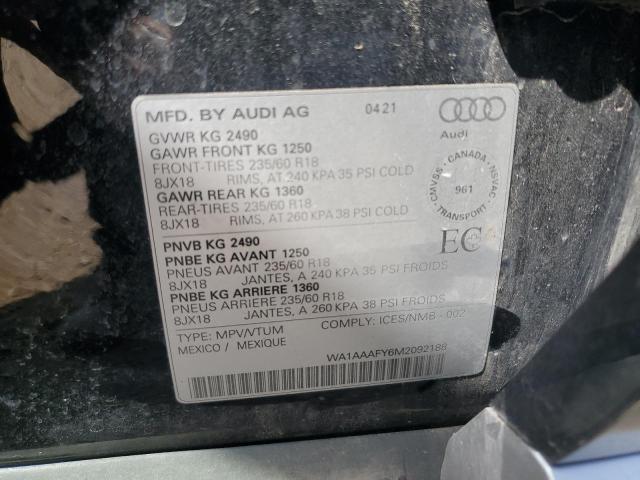 MFD. BY AUDI AG 0421
Audi
GVWR KG 2490
GAWR FRONT KG 1250
FRONT-TIRES 235/60 R18
8JX18 RIMS, AT 240 KPA 35 PSI COLD
GAWR REAR KG 1360
REAR-TIRES 235/60 R18
8JX18 RIMS, AT 260 KPA 38 PSI COLD
CMVSS - CANADA - NSVAC
961
- TRANSPORT -
EC
PNVB KG 2490
PNBE KG AVANT 1250
PNEUS AVANT 235/60 R18
8JX18 JANTES, A 240 KPA 35 PSI FROIDS
PNBE KG ARRIERE 1360
PNEUS ARRIERE 235/60 R18
8JX18 JANTES, A 260 KPA 38 PSI FROIDS
TYPE: MPV/VTUM COMPLY: ICES/NMB - 002
MEXICO / MEXIQUE
WA1AAAFY6M2092188